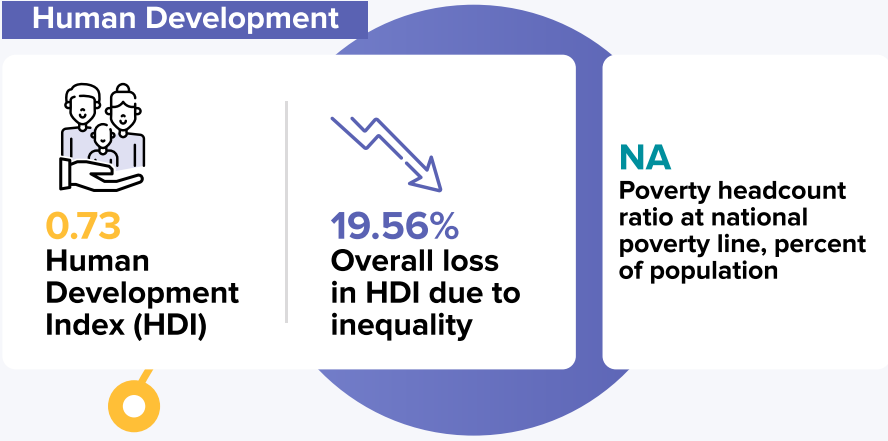 Human Development
0.73
Human
Development
Index (HDI)
19.56%
Overall loss
in HDI due to
inequality
NA
Poverty headcount
ratio at national
poverty line, percent
of population